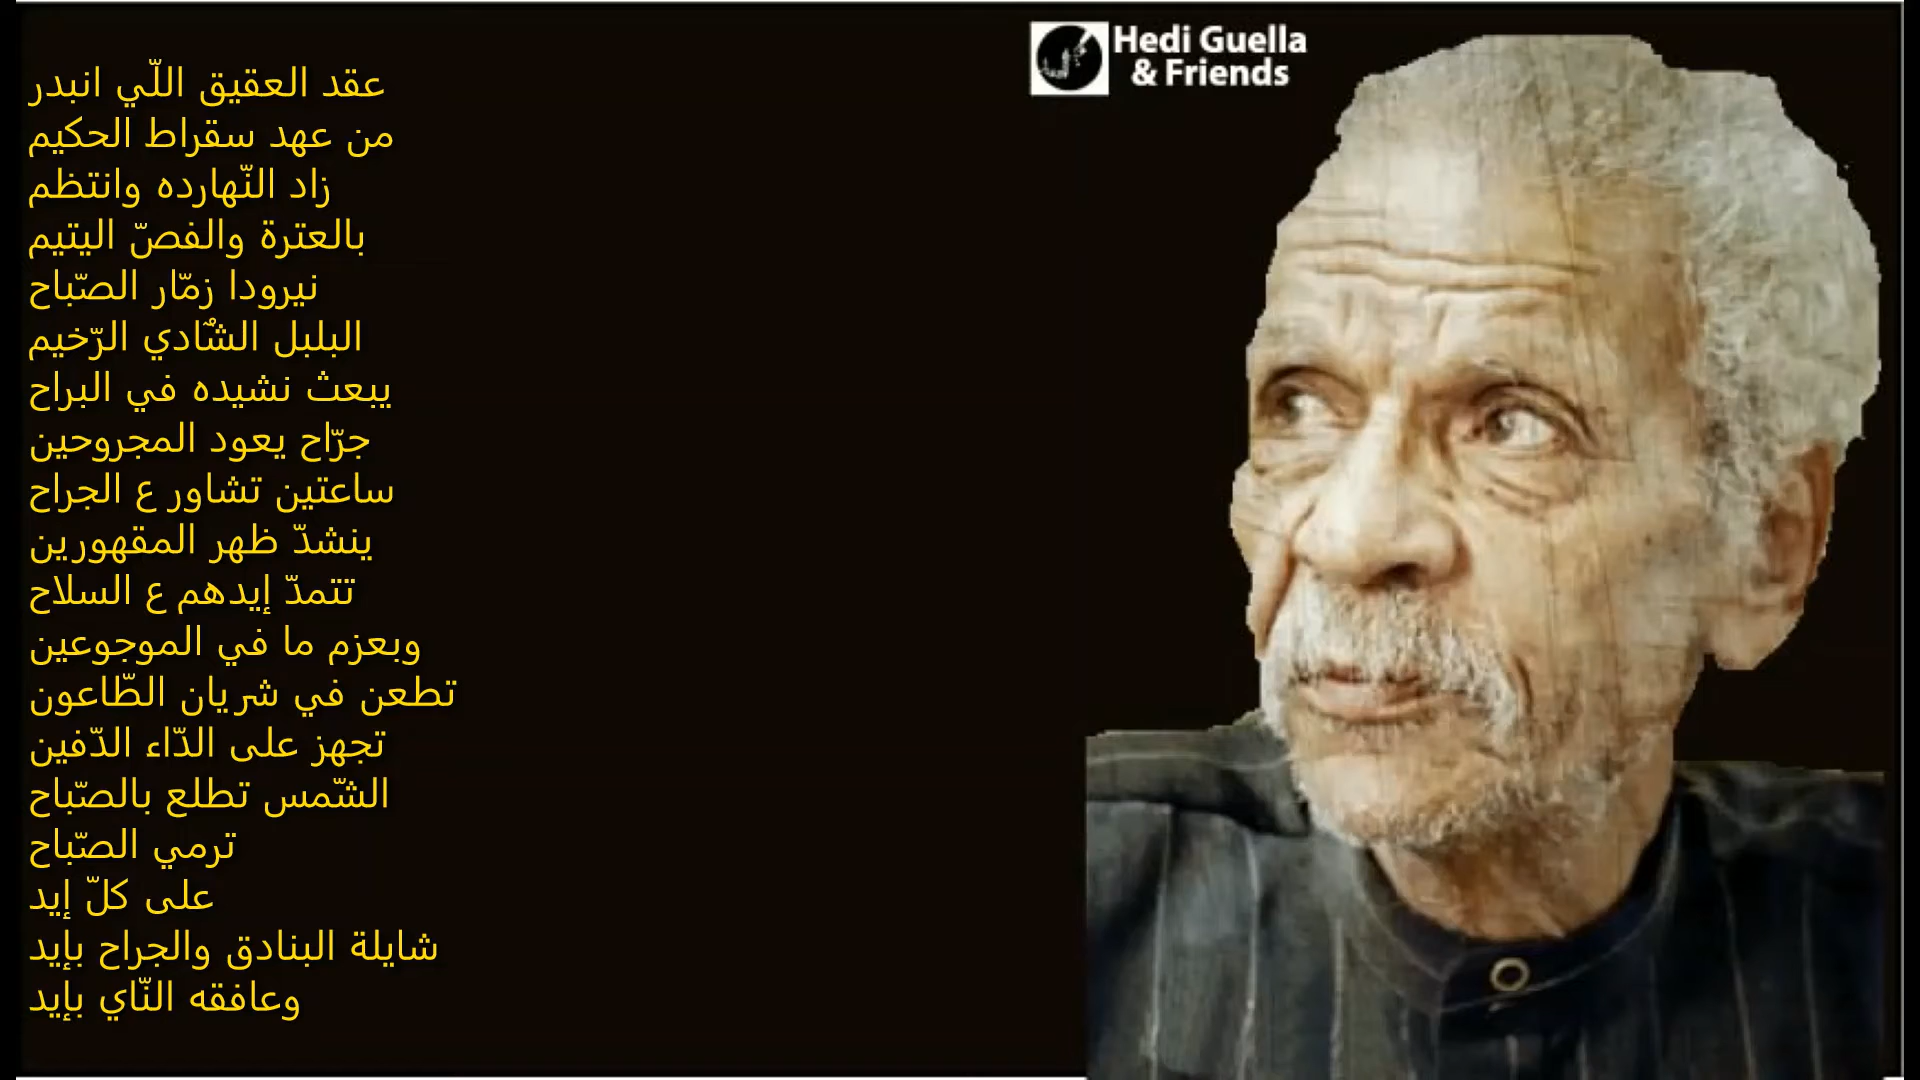 Hedi Guella
& Friends
عقد العقيق اللّي انبدر
من عهد سقراط الحكيم
زاد النّهارده وانتظم
بالعترة والفصّ اليتيم
نيرودا زمّار الصّباح
البلبل الشّادي الرّخيم
يبعث نشيده في البراح
جرّاح يعود المجروحين
ساعتين تشاور ع الجراح
ينشدّ ظهر المقهورين
تتمدّ إيدهم ع السلاح
وبعزم ما في الموجوعين
تطعن في شريان الطّاعون
تجهز على الدّاء الدّفين
الشّمس تطلع بالصّباح
ترمي الصّباح
على كلّ إيد
شايلة البنادق والجراح بإيد
وعافقه النّاي بإيد